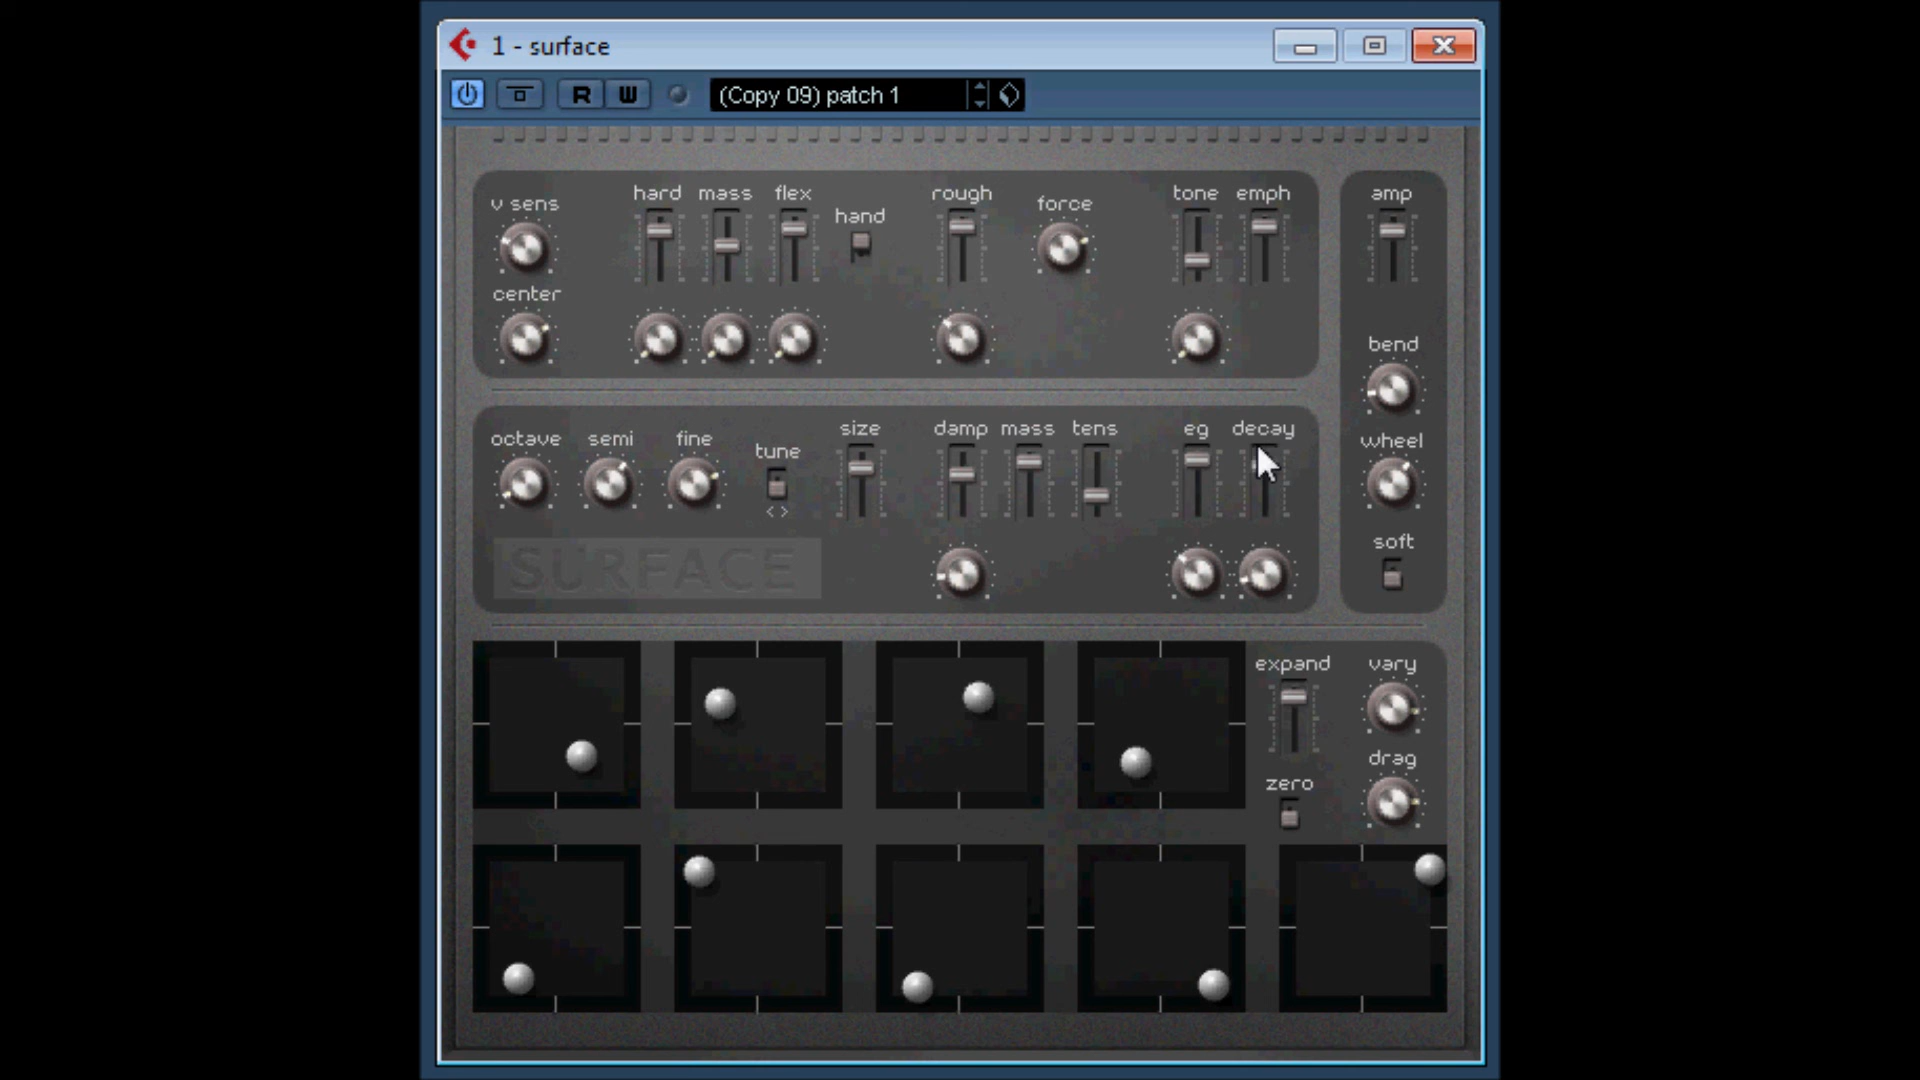 1 - surface
R W (Copy 09) patch 1
v sens hard mass flex hand rough force tone emph amp
center bend
octave semi fine tune size damp mass tens eg decay wheel
< >
SURFACE soft
expand vary
zero drag